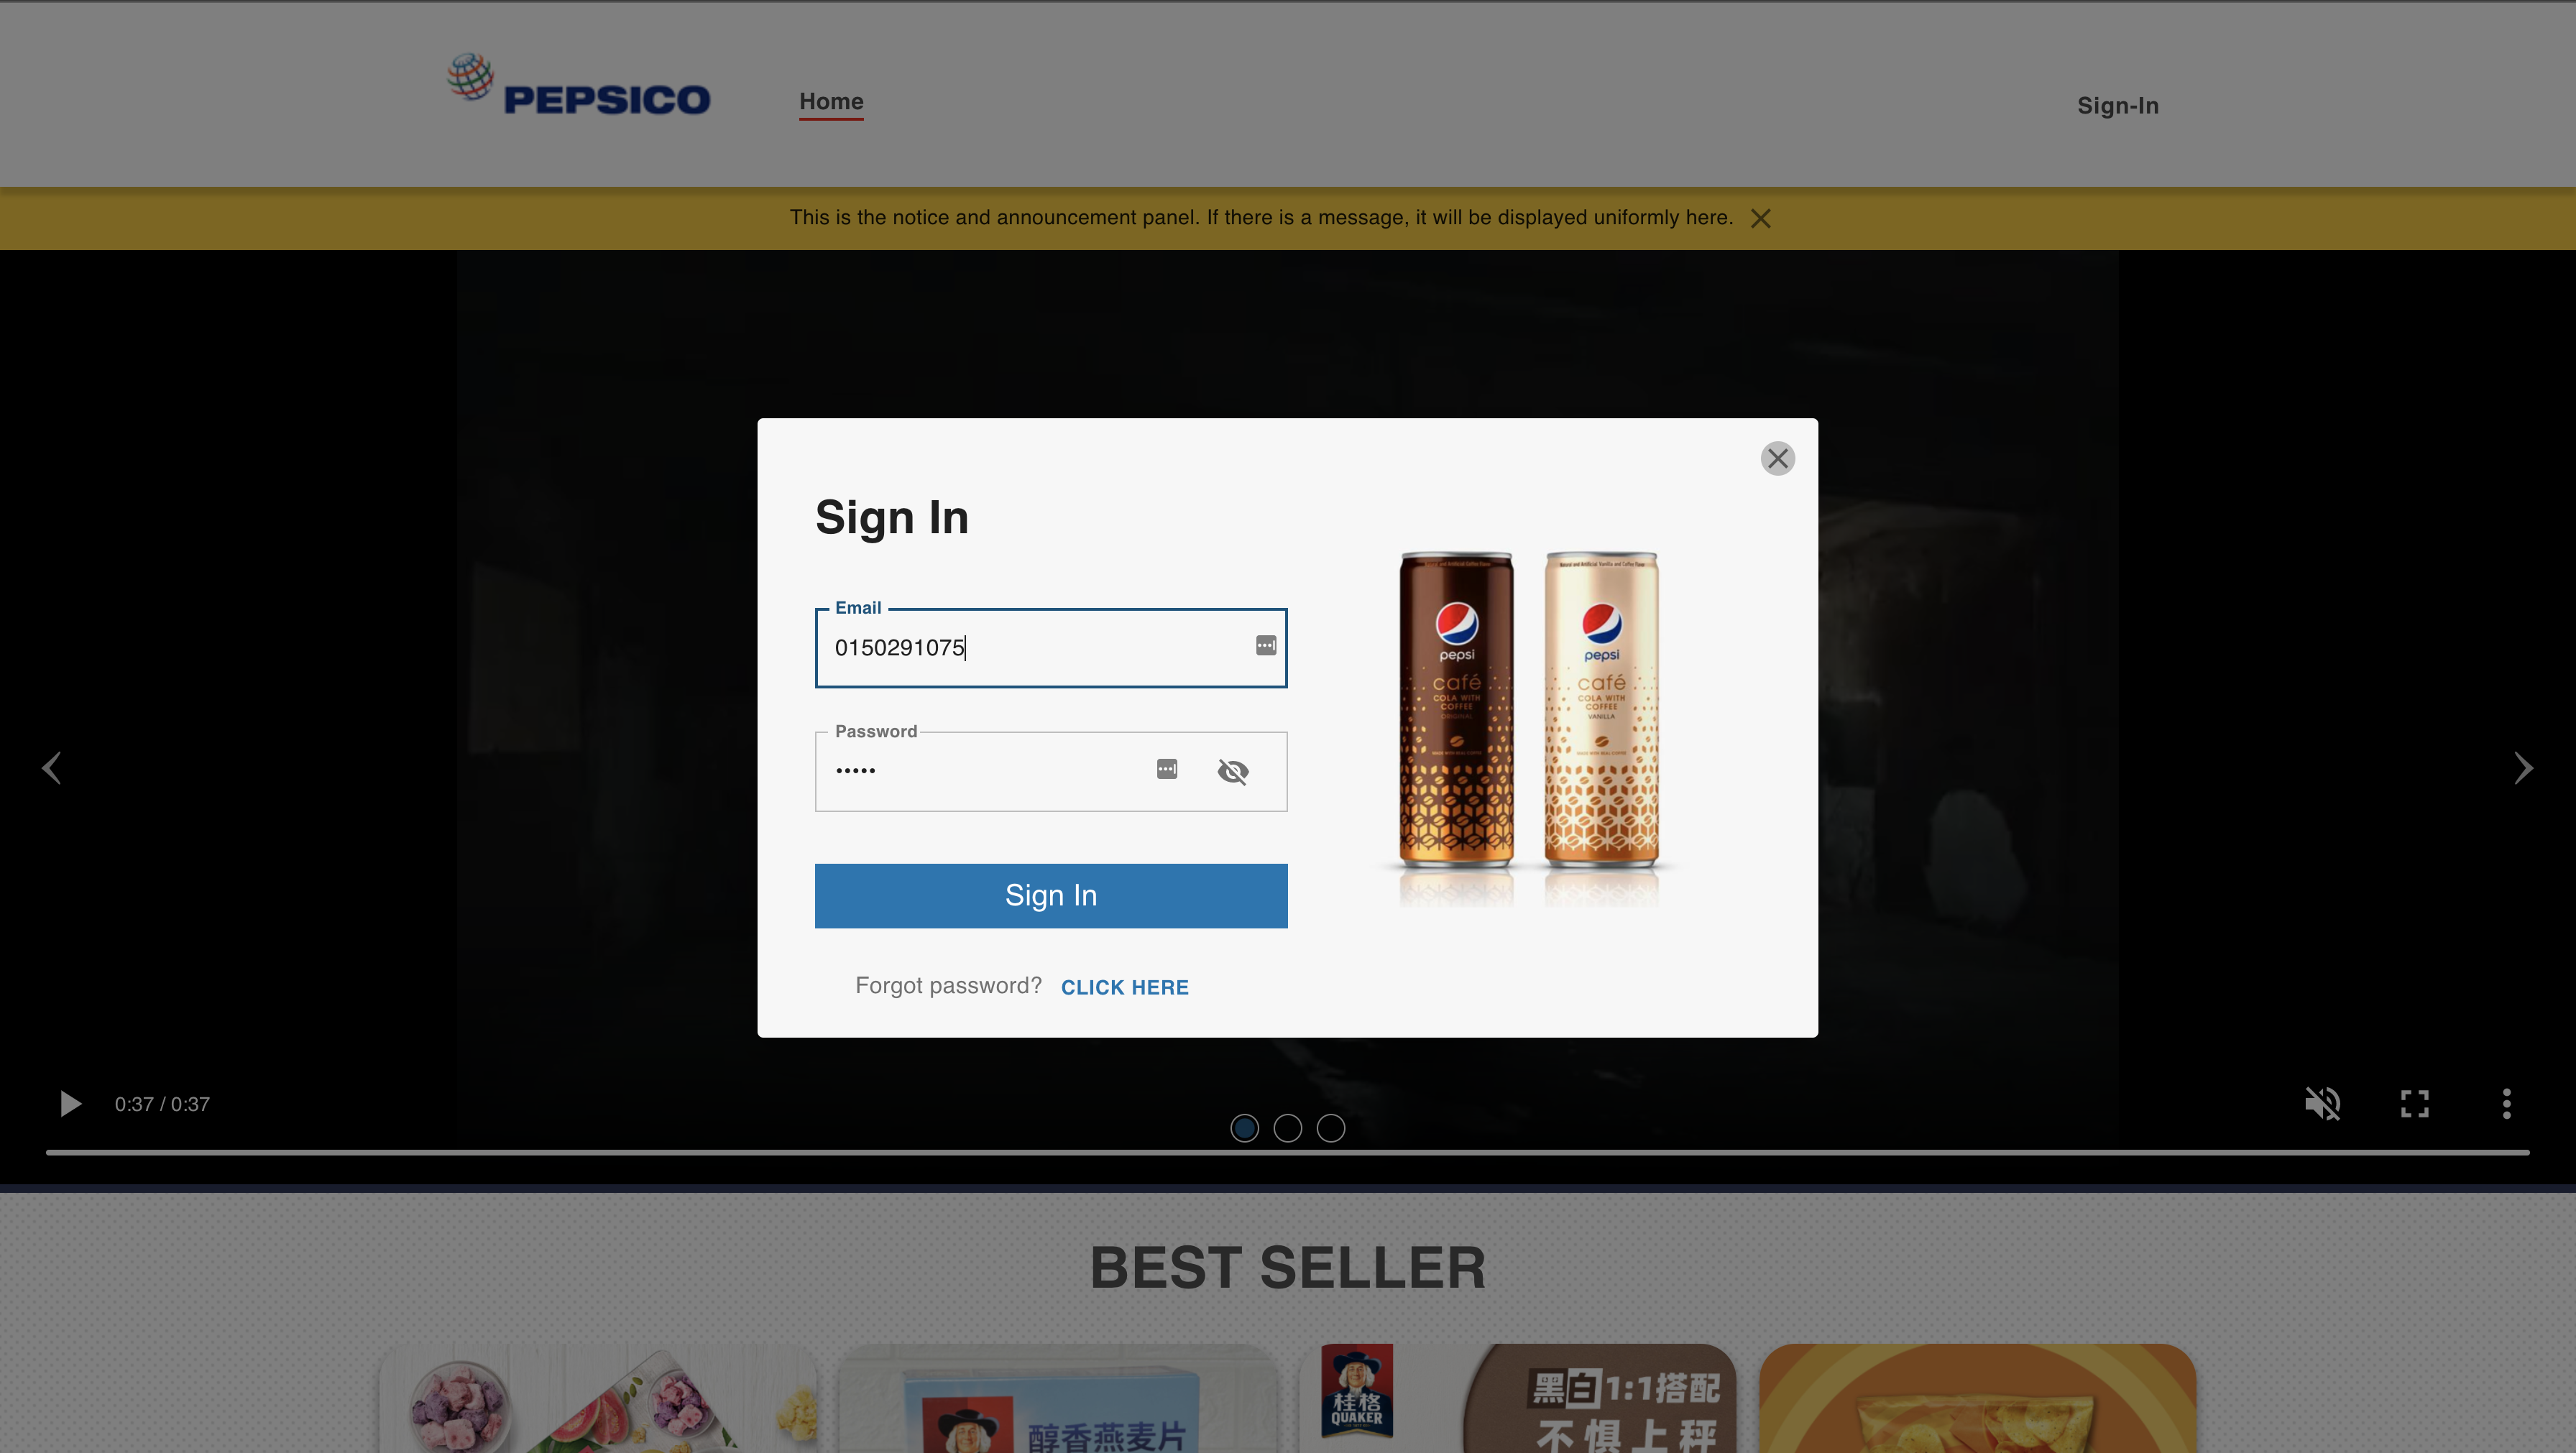 PEPSICO
Home
Sign-In
This is the notice and announcement panel. If there is a message, it will be displayed uniformly here.
Sign In
Email
0150291075
Password
•••••
Sign In
Forgot password? CLICK HERE
pepsi
café
COLA WITH
COFFEE
ORIGINAL
pepsi
café
COLA WITH
COFFEE
VANILLA
0:37 / 0:37
BEST SELLER
醇香燕麦片
桂格
QUAKER
黑白1:1搭配
不惧上秤